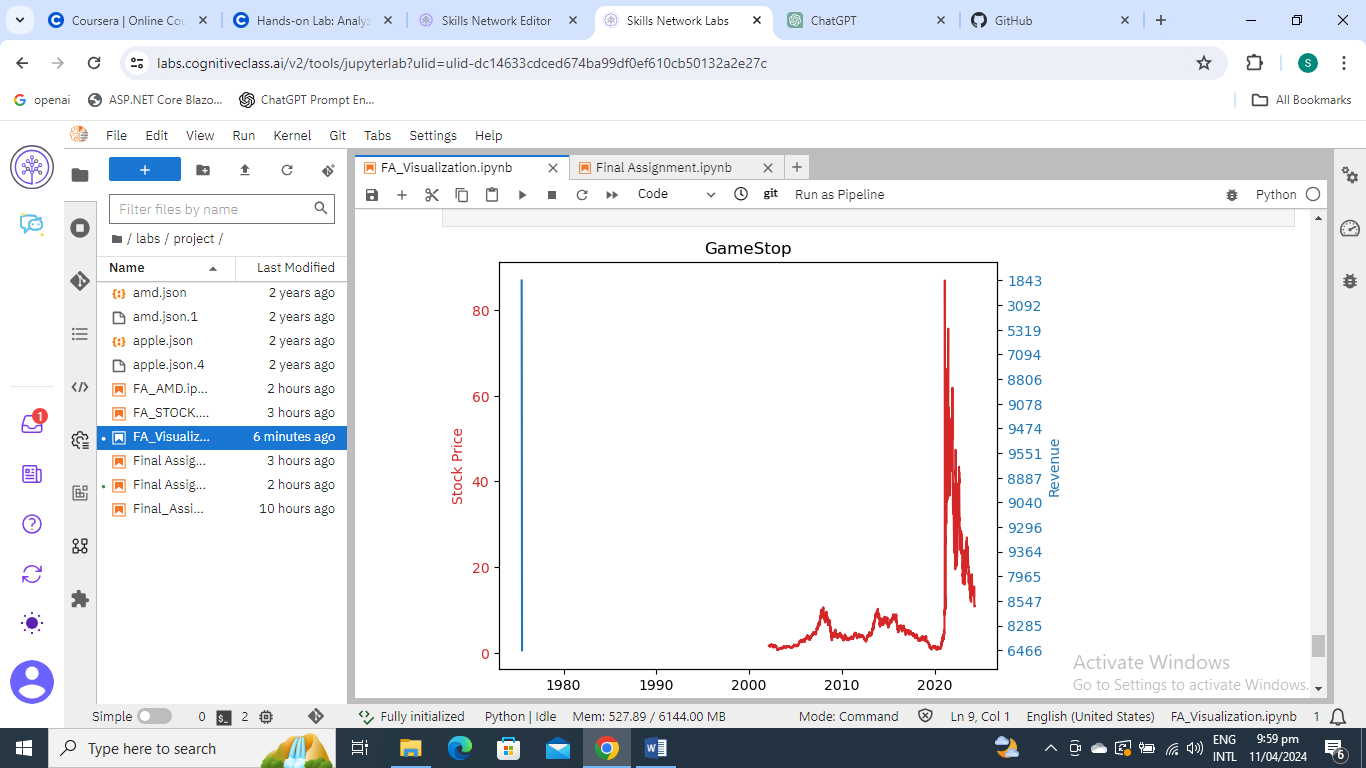 Coursera | Online Cou
Hands-on Lab: Analyz
Skills Network Editor
Skills Network Labs
ChatGPT
GitHub
labs.cognitiveclass.ai/v2/tools/jupyterlab?ulid=ulid-dc14633cdced674ba99df0ef610cb50132a2e27c
S
openai
ASP.NET Core Blazo...
ChatGPT Prompt En...
All Bookmarks
File Edit View Run Kernel Git Tabs Settings Help
FA_Visualization.ipynb
Final Assignment.ipynb
Filter files by name
Code
git
Run as Pipeline
Python
/ labs / project /
Name Last Modified
amd.json 2 years ago
amd.json.1 2 years ago
apple.json 2 years ago
apple.json.4 2 years ago
FA_AMD.ip... 2 hours ago
FA_STOCK.... 3 hours ago
FA_Visualiz... 6 minutes ago
Final Assig... 3 hours ago
Final Assig... 2 hours ago
Final_Assi... 10 hours ago
1
GameStop
Stock Price
80
60
40
20
0
1980 1990 2000 2010 2020
1843
3092
5319
7094
8806
9078
9474
9551
8887
9040
9296
9364
7965
8547
8285
6466
Revenue
Activate Windows
Go to Settings to activate Windows.
Simple 0 $_ 2 Fully initialized Python | Idle Mem: 527.89 / 6144.00 MB Mode: Command Ln 9, Col 1 English (United States) FA_Visualization.ipynb 1
Type here to search
W
ENG
INTL
9:59 pm
11/04/2024
6